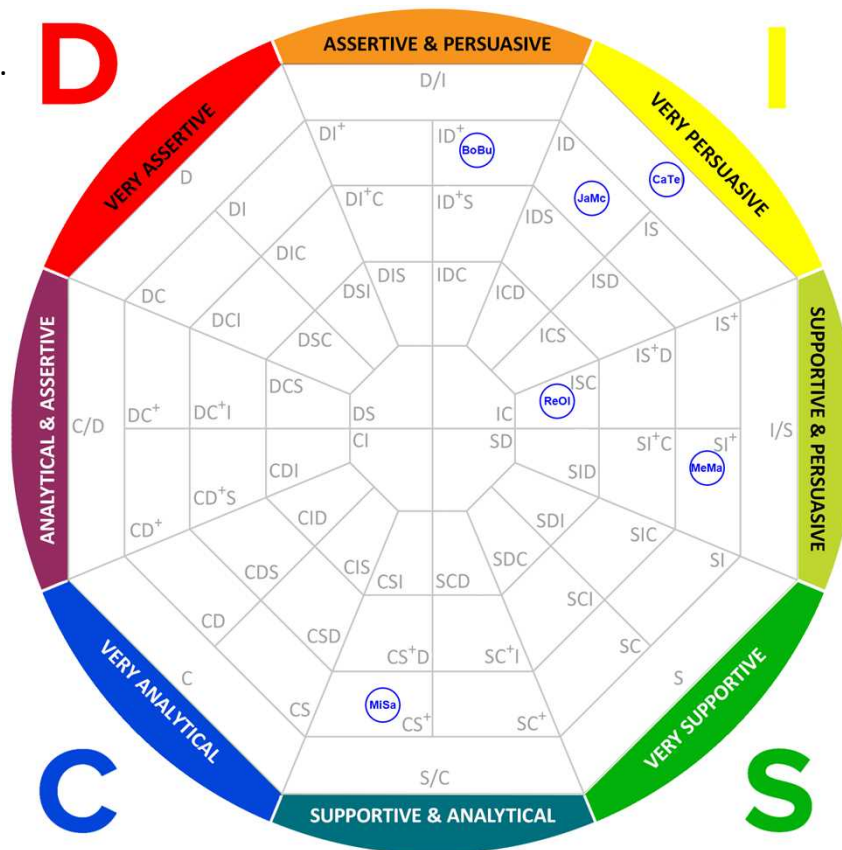 D
I
C
S
ASSERTIVE & PERSUASIVE
VERY PERSUASIVE
SUPPORTIVE & PERSUASIVE
VERY SUPPORTIVE
SUPPORTIVE & ANALYTICAL
VERY ANALYTICAL
ANALYTICAL & ASSERTIVE
VERY ASSERTIVE
.
D/I
DI⁺
ID⁺
BoBu
ID
CaTe
D
JaMc
DI⁺C
ID⁺S
IDS
DI
IS
DIC
DIS
IDC
ISD
DSI
ICD
DC
IS⁺
DCI
ICS
DSC
IS⁺D
DCS
ISC
ReOl
C/D
DC⁺
DC⁺I
DS
IC
I/S
CI
SD
SI⁺C
SI⁺
MeMa
CDI
SID
CD⁺S
CD⁺
CID
SDI
SIC
CIS
SDC
SI
CDS
CSI
SCD
SCI
CD
CSD
SC
CS⁺D
SC⁺I
C
S
CS
MiSa
CS⁺
SC⁺
S/C